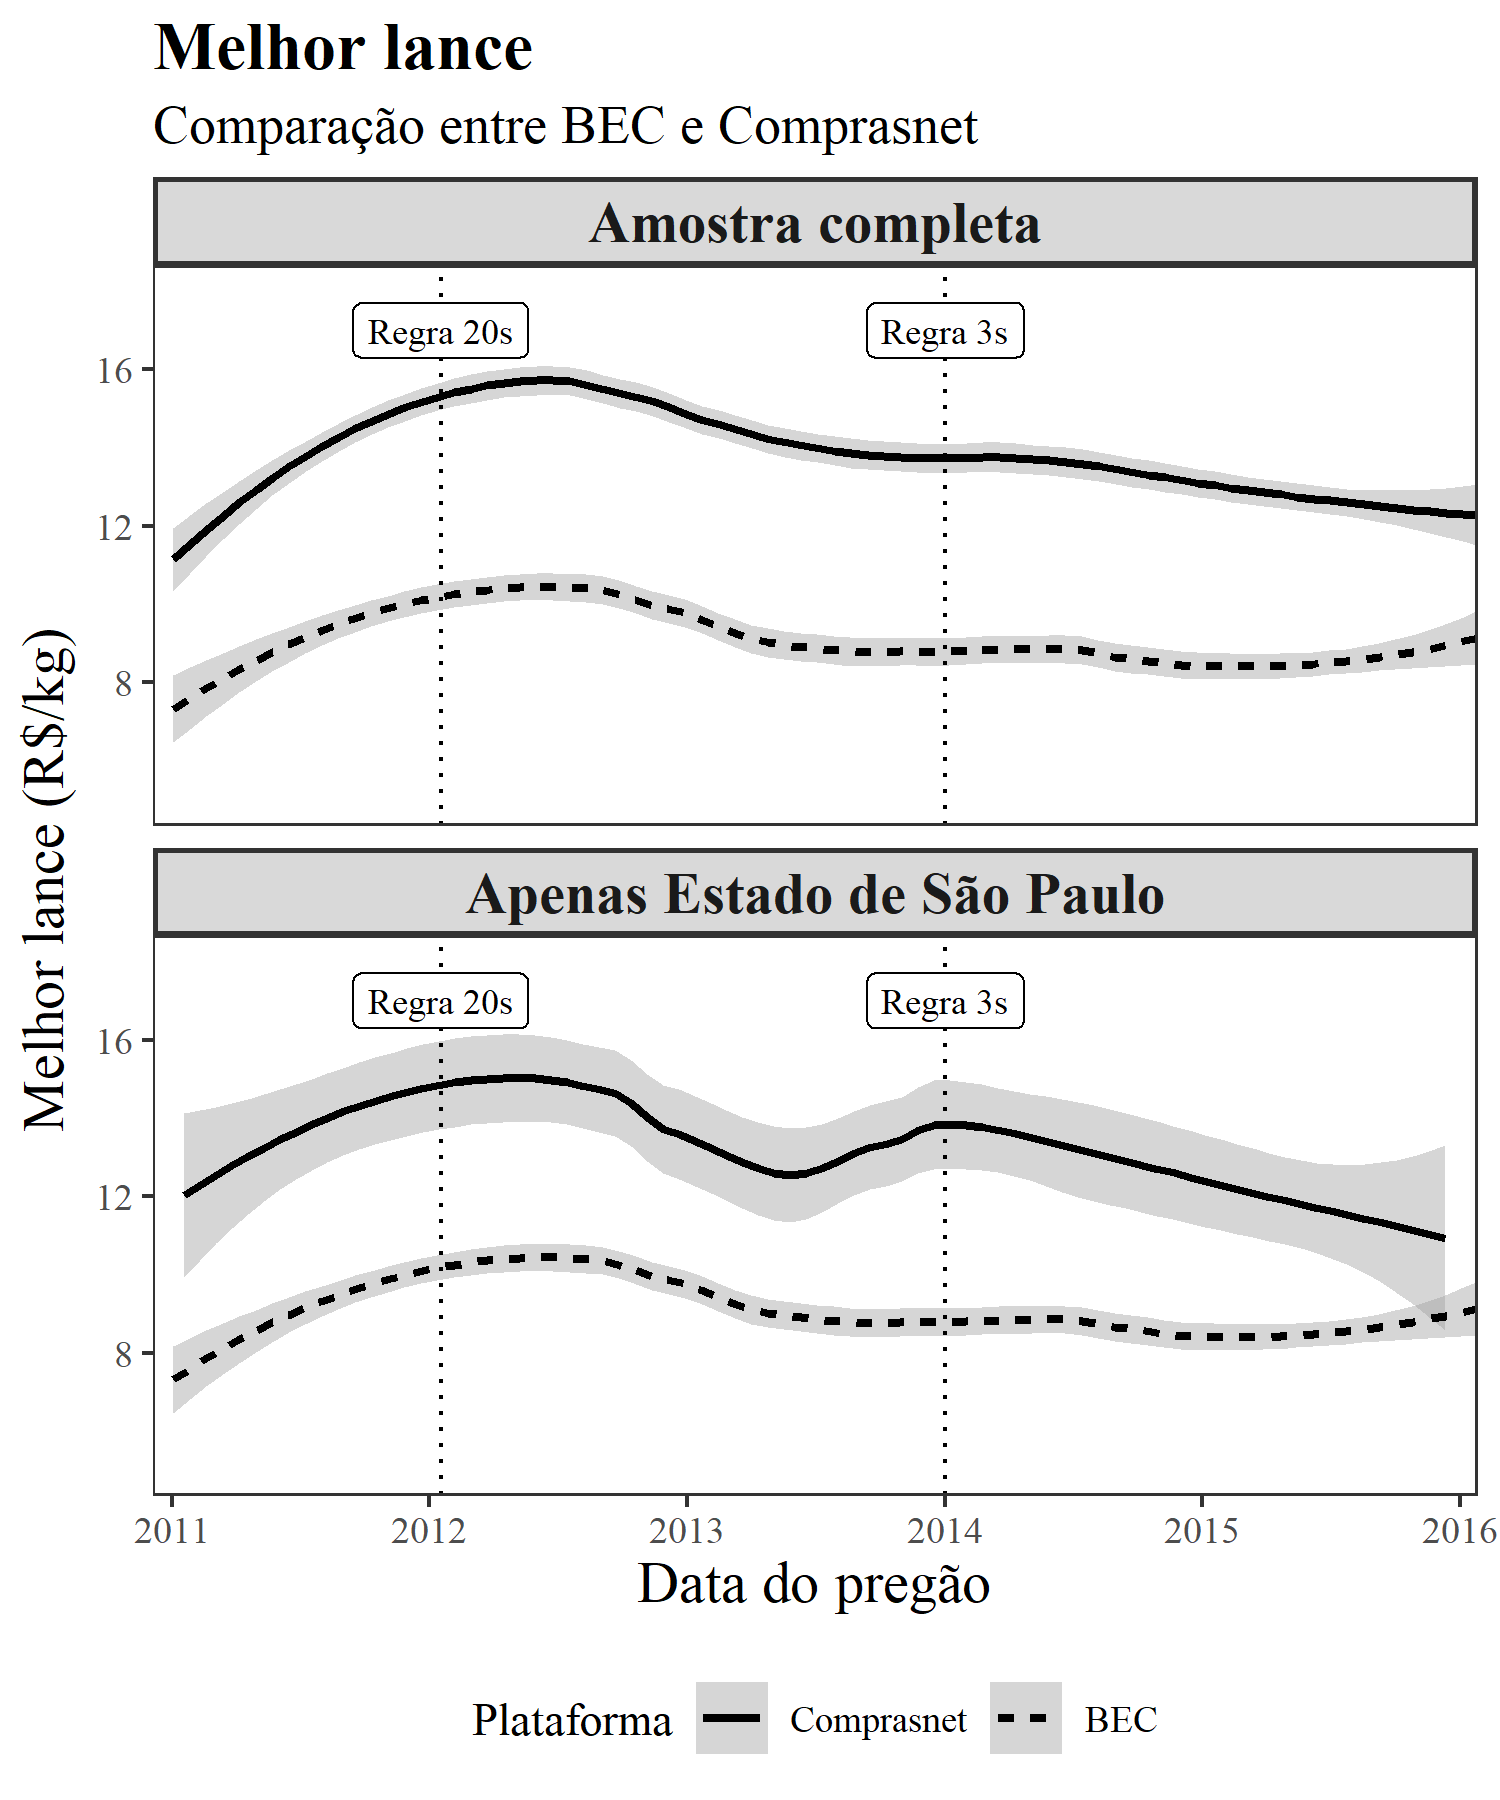 Melhor lance
Comparação entre BEC e Comprasnet
Amostra completa
Regra 20s
Regra 3s
16
12
8
Melhor lance (R$/kg)
Apenas Estado de São Paulo
Regra 20s
Regra 3s
16
12
8
2011
2012
2013
2014
2015
2016
Data do pregão
Plataforma
Comprasnet
BEC